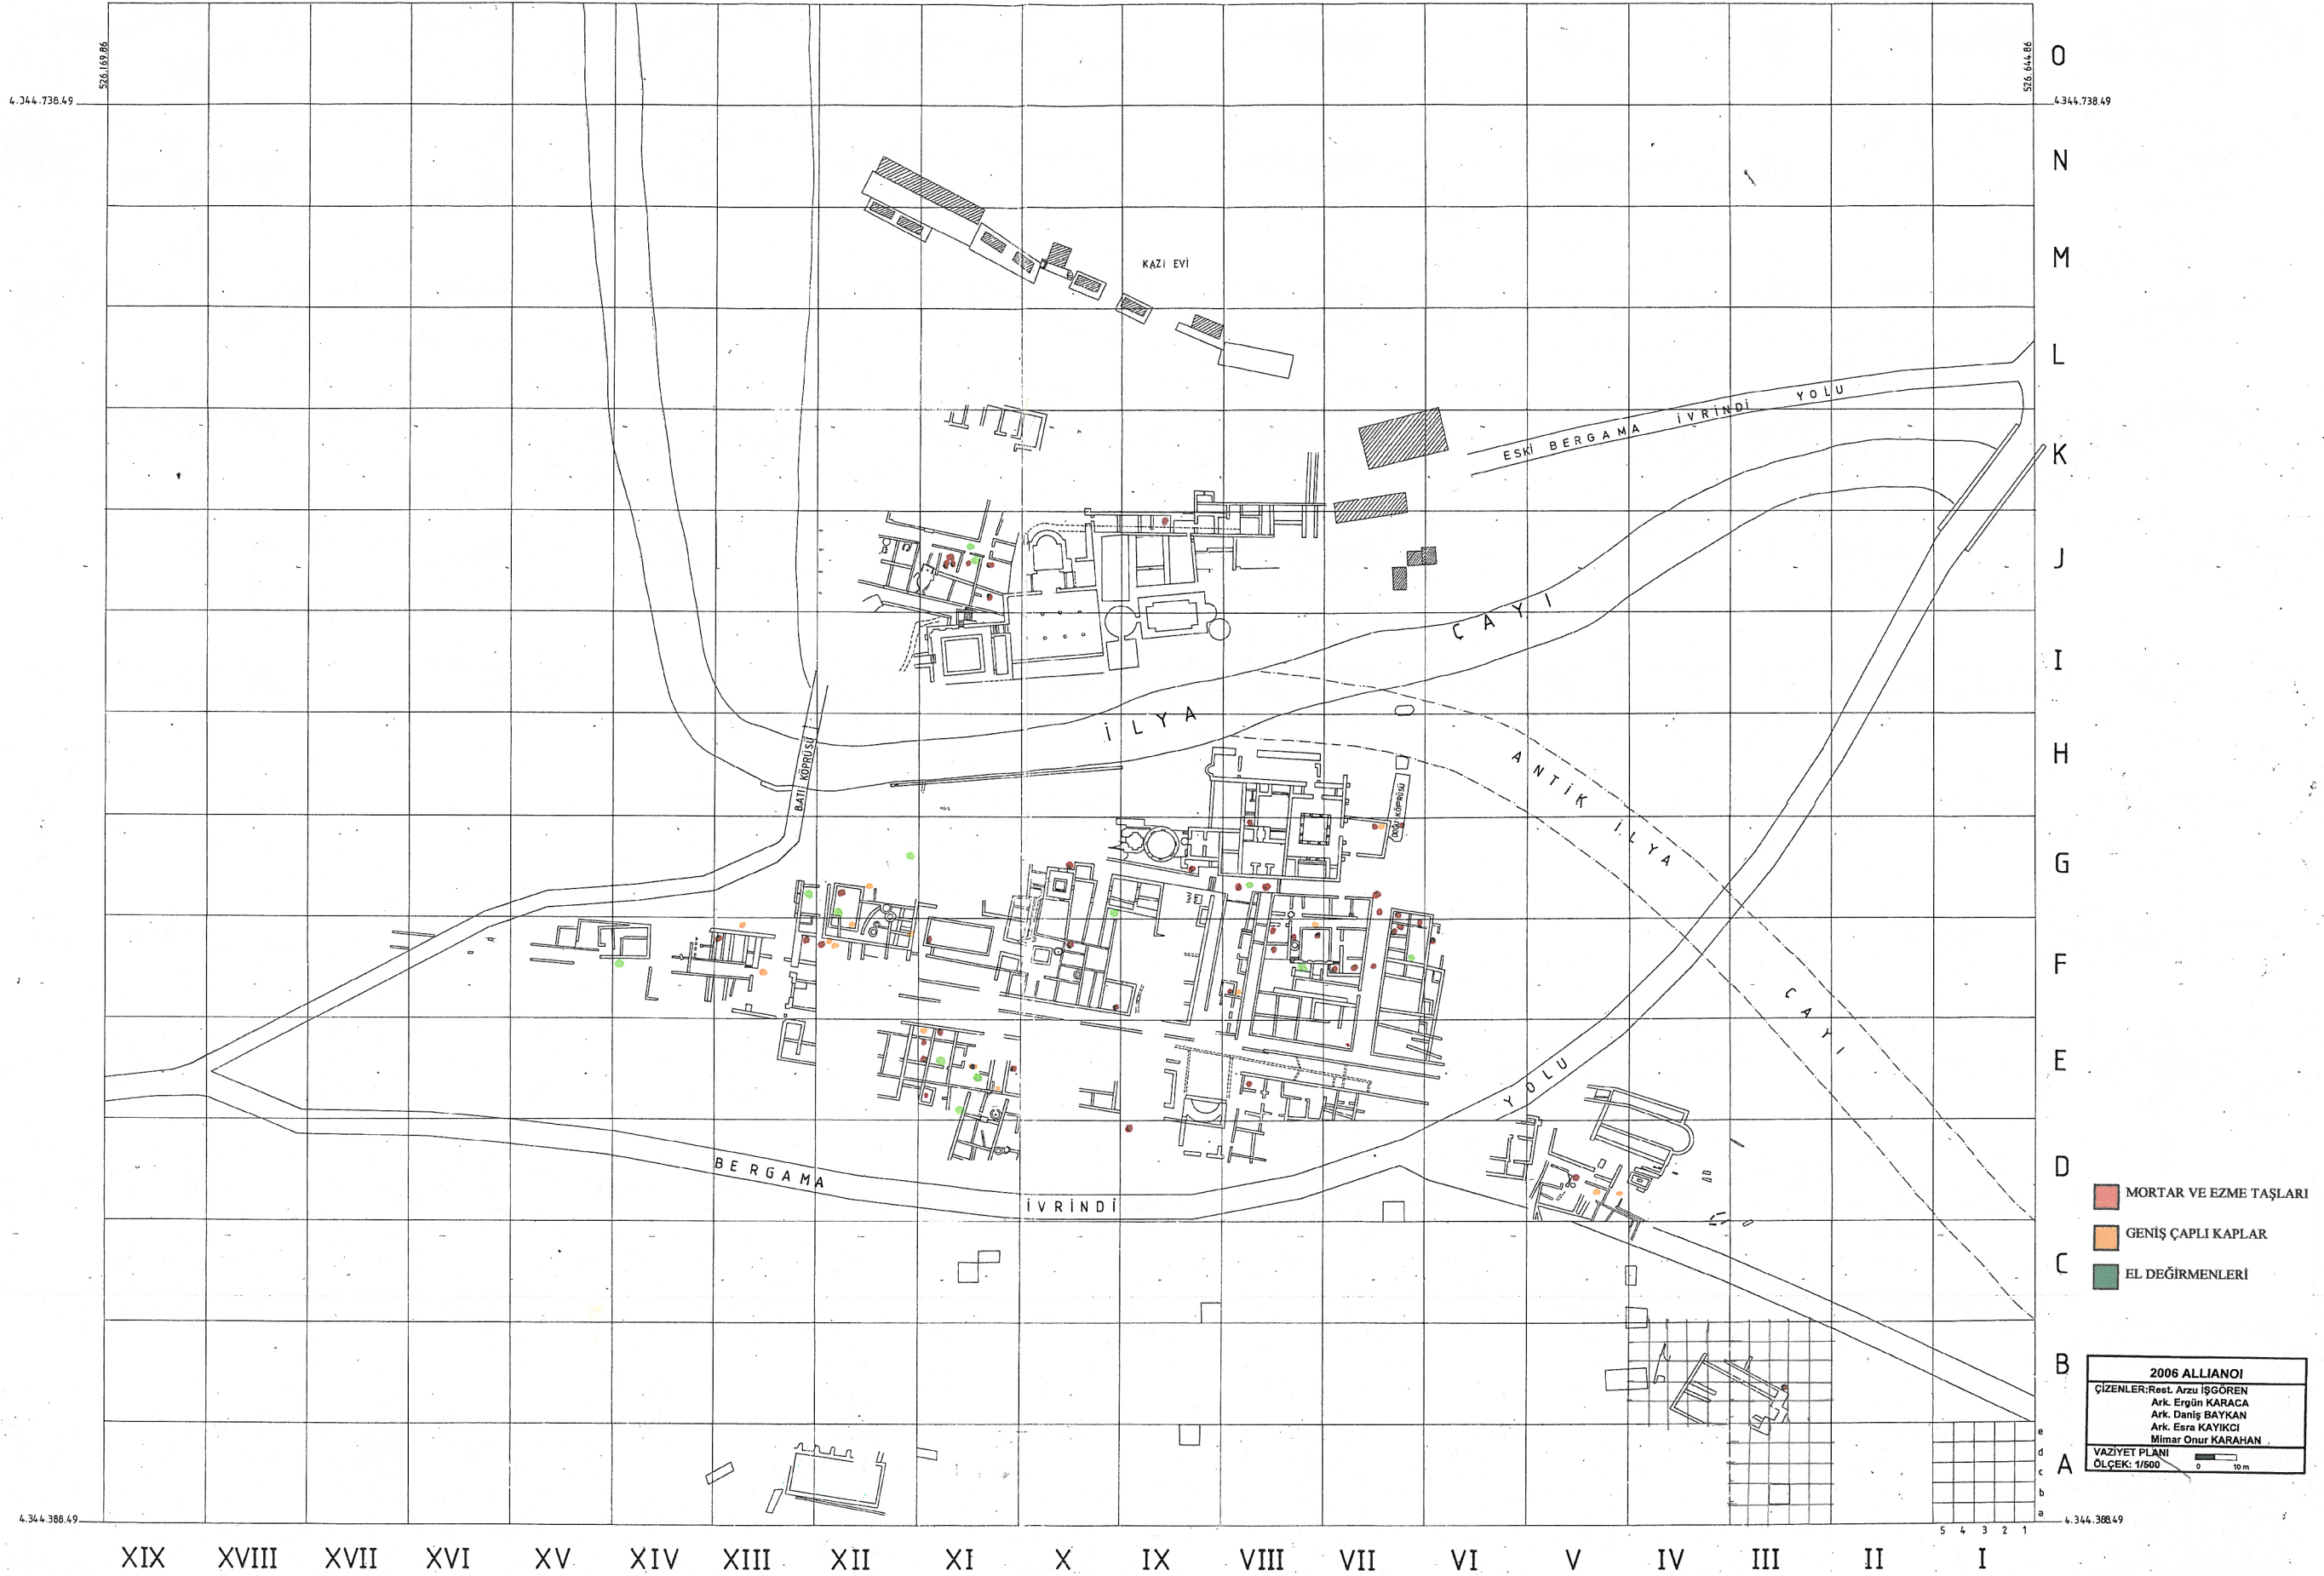 526.169.86
526.644.86
4.344.738.49
4.344.738.49
O
N
M
L
K
J
I
H
G
F
E
D
Ç
B
A
KAZI EVİ
ESKİ BERGAMA İVRİNDİ YOLU
İLYA ÇAYI
ANTİK İLYA ÇAYI
BATI KÖPRÜSÜ
DOĞU KÖPRÜSÜ
BERGAMA İVRİNDİ YOLU
MORTAR VE EZME TAŞLARI
GENİŞ ÇAPLI KAPLAR
EL DEĞİRMENLERİ
2006 ALLIANOI
ÇİZENLER:Rest. Arzu İŞGÖREN
Ark. Ergün KARACA
Ark. Daniş BAYKAN
Ark. Esra KAYIKCI
Mimar Onur KARAHAN
VAZİYET PLANI
ÖLÇEK: 1/500
0 10 m
e
d
c
b
a
5 4 3 2 1
4.344.388.49
4.344.388.49
XIX XVIII XVII XVI XV XIV XIII XII XI X IX VIII VII VI V IV III II I